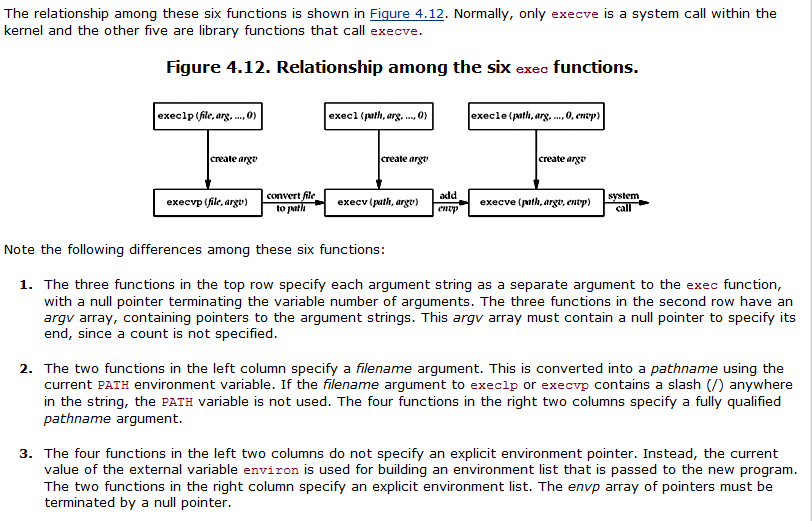 The relationship among these six functions is shown in Figure 4.12. Normally, only execve is a system call within the
kernel and the other five are library functions that call execve.
Figure 4.12. Relationship among the six exec functions.
execlp (file, arg, ..., 0)
execl (path, arg, ..., 0)
execle (path, arg, ..., 0, envp)
create argv
create argv
create argv
execvp (file, argv)
convert file
to path
execv (path, argv)
add
envp
execve (path, argv, envp)
system
call
Note the following differences among these six functions:
1. The three functions in the top row specify each argument string as a separate argument to the exec function,
with a null pointer terminating the variable number of arguments. The three functions in the second row have an
argv array, containing pointers to the argument strings. This argv array must contain a null pointer to specify its
end, since a count is not specified.
2. The two functions in the left column specify a filename argument. This is converted into a pathname using the
current PATH environment variable. If the filename argument to execlp or execvp contains a slash (/) anywhere
in the string, the PATH variable is not used. The four functions in the right two columns specify a fully qualified
pathname argument.
3. The four functions in the left two columns do not specify an explicit environment pointer. Instead, the current
value of the external variable environ is used for building an environment list that is passed to the new program.
The two functions in the right column specify an explicit environment list. The envp array of pointers must be
terminated by a null pointer.